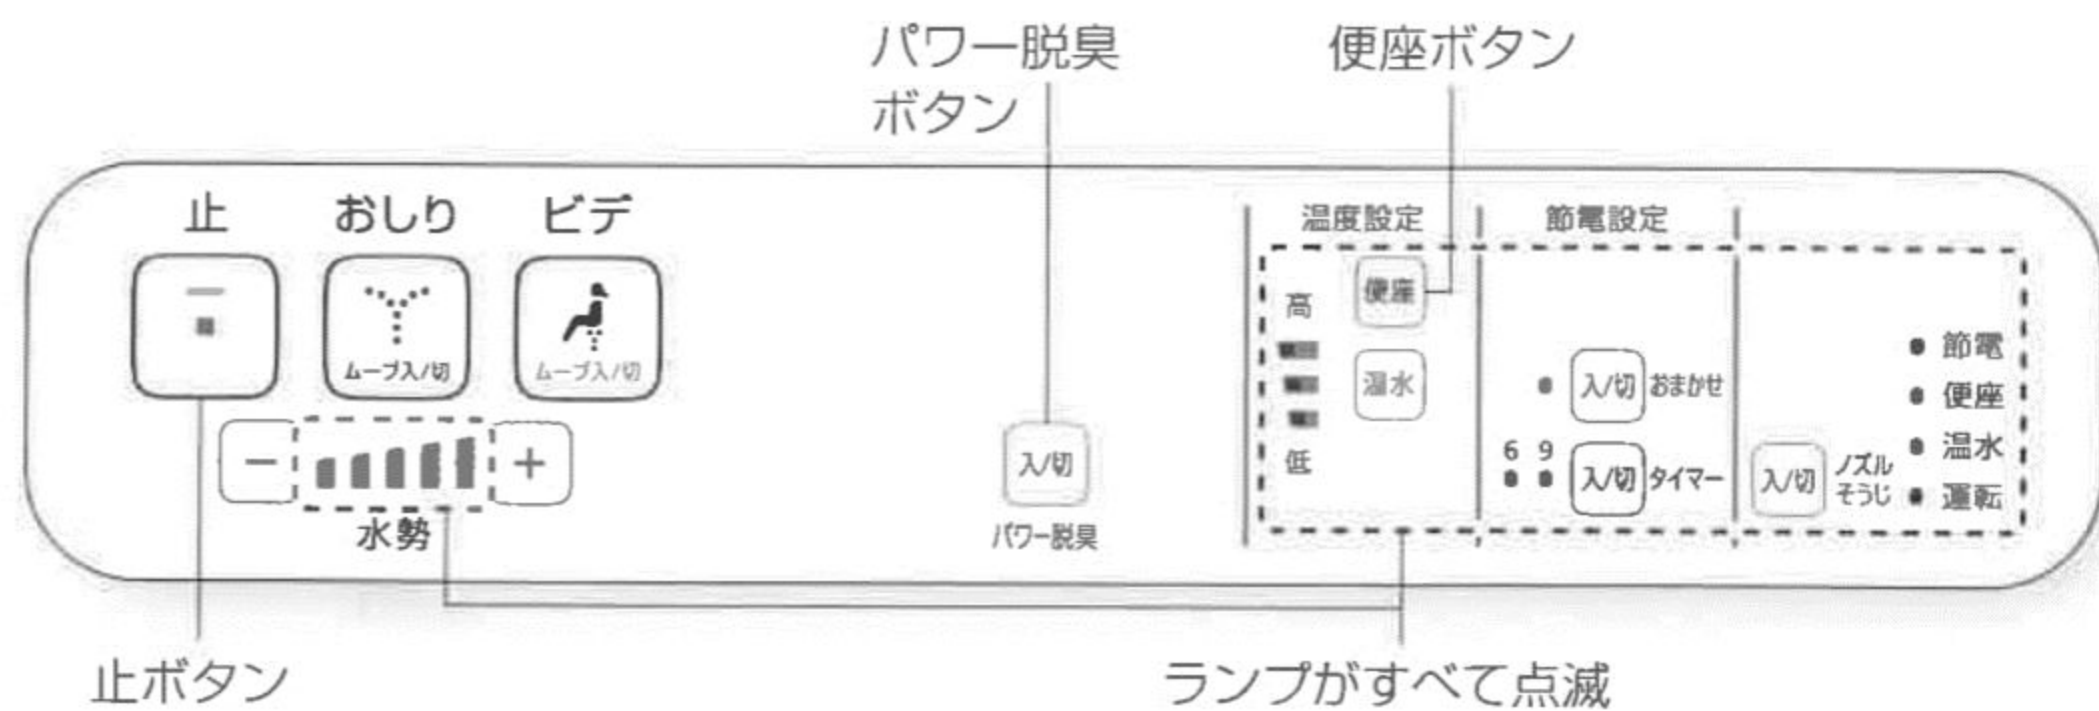 パワー脱臭
ボタン
便座ボタン
止
おしり
ビデ
ムーブ入/切
ムーブ入/切
−
+
水勢
入/切
パワー脱臭
温度設定
高
低
便座
温水
節電設定
入/切 おまかせ
6 9
入/切 タイマー
入/切
ノズル
そうじ
節電
便座
温水
運転
止ボタン
ランプがすべて点滅